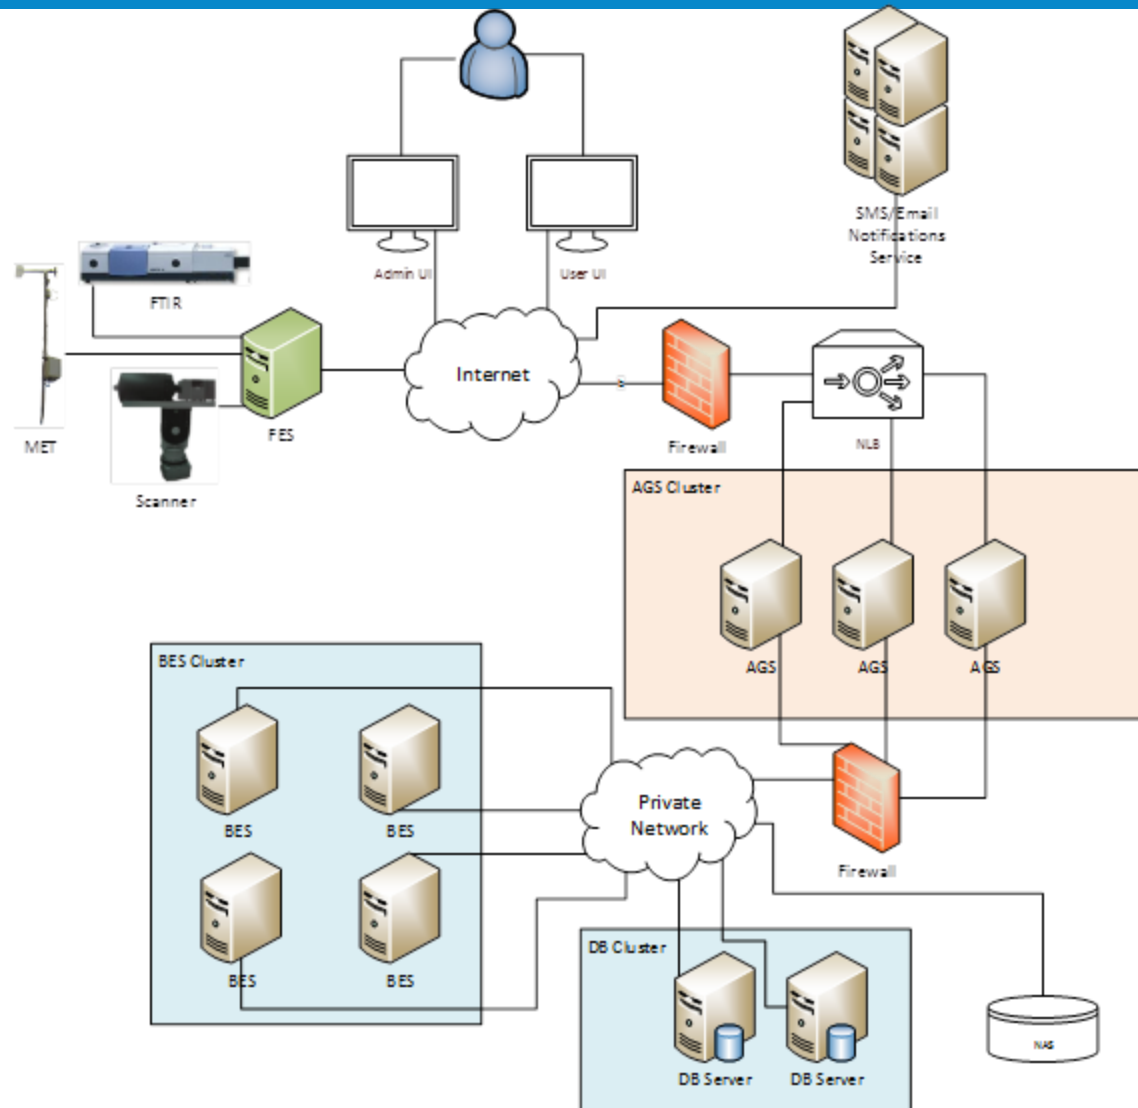 SMS/Email
Notifications
Service
Admin UI
User UI
FTIR
Internet
MET
FES
Scanner
Firewall
NLB
AGS Cluster
AGS
AGS
AGS
BES Cluster
BES
BES
BES
BES
Private
Network
Firewall
DB Cluster
DB Server
DB Server
NAS